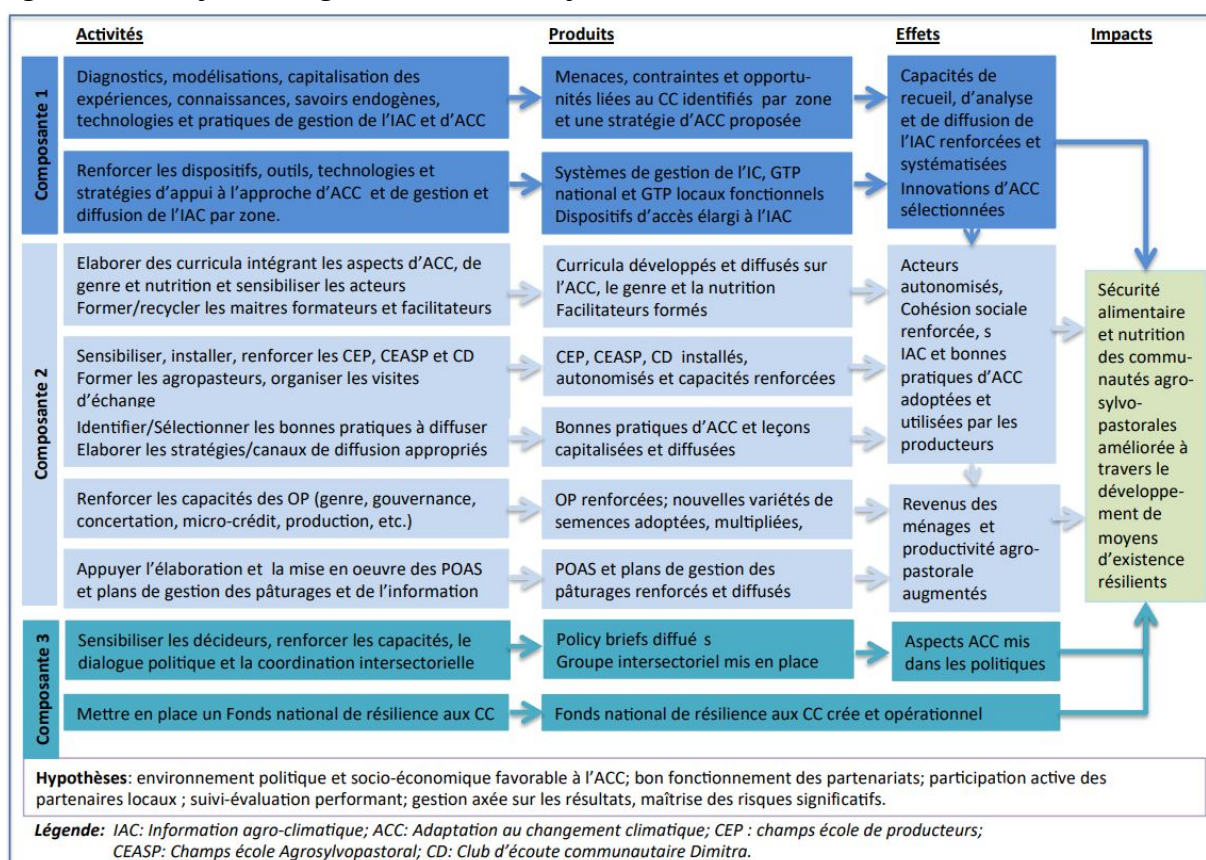 Activités
Produits
Effets
Impacts
Composante 1
Diagnostics, modélisations, capitalisation des
expériences, connaissances, savoirs endogènes,
technologies et pratiques de gestion de l'IAC et d'ACC
Menaces, contraintes et opportu-
nités liées au CC identifiés par zone
et une stratégie d'ACC proposée
Capacités de
recueil, d'analyse
et de diffusion de
l'IAC renforcées et
systématisées
Innovations d'ACC
sélectionnées
Renforcer les dispositifs, outils, technologies et
stratégies d'appui à l'approche d'ACC et de gestion et
diffusion de l'IAC par zone.
Systèmes de gestion de l'IC, GTP
national et GTP locaux fonctionnels
Dispositifs d'accès élargi à l'IAC
Composante 2
Elaborer des curricula intégrant les aspects d'ACC, de
genre et nutrition et sensibiliser les acteurs
Former/recycler les maitres formateurs et facilitateurs
Curricula développés et diffusés sur
l'ACC, le genre et la nutrition
Facilitateurs formés
Acteurs
autonomisés,
Cohésion sociale
renforcée, s
IAC et bonnes
pratiques d'ACC
adoptées et
utilisées par les
producteurs
Sensibiliser, installer, renforcer les CEP, CEASP et CD
Former les agropasteurs, organiser les visites
d'échange
CEP, CEASP, CD installés,
autonomisés et capacités renforcées
Identifier/Sélectionner les bonnes pratiques à diffuser
Elaborer les stratégies/canaux de diffusion appropriés
Bonnes pratiques d'ACC et leçons
capitalisées et diffusées
Renforcer les capacités des OP (genre, gouvernance,
concertation, micro-crédit, production, etc.)
OP renforcées; nouvelles variétés de
semences adoptées, multipliées,
Revenus des
ménages et
productivité agro-
pastorale
augmentés
Appuyer l'élaboration et la mise en oeuvre des POAS
et plans de gestion des pâturages et de l'information
POAS et plans de gestion des
pâturages renforcés et diffusés
Sécurité
alimentaire
et nutrition
des commu-
nautés agro-
sylvo-
pastorales
améliorée à
travers le
développe-
ment de
moyens
d'existence
résilients
Composante 3
Sensibiliser les décideurs, renforcer les capacités, le
dialogue politique et la coordination intersectorielle
Policy briefs diffué s
Groupe intersectoriel mis en place
Aspects ACC mis
dans les politiques
Mettre en place un Fonds national de résilience aux CC
Fonds national de résilience aux CC crée et opérationnel
Hypothèses: environnement politique et socio-économique favorable à l'ACC; bon fonctionnement des partenariats; participation active des
partenaires locaux ; suivi-évaluation performant; gestion axée sur les résultats, maîtrise des risques significatifs.
Légende: IAC: Information agro-climatique; ACC: Adaptation au changement climatique; CEP : champs école de producteurs;
CEASP: Champs école Agrosylvopastoral; CD: Club d'écoute communautaire Dimitra.